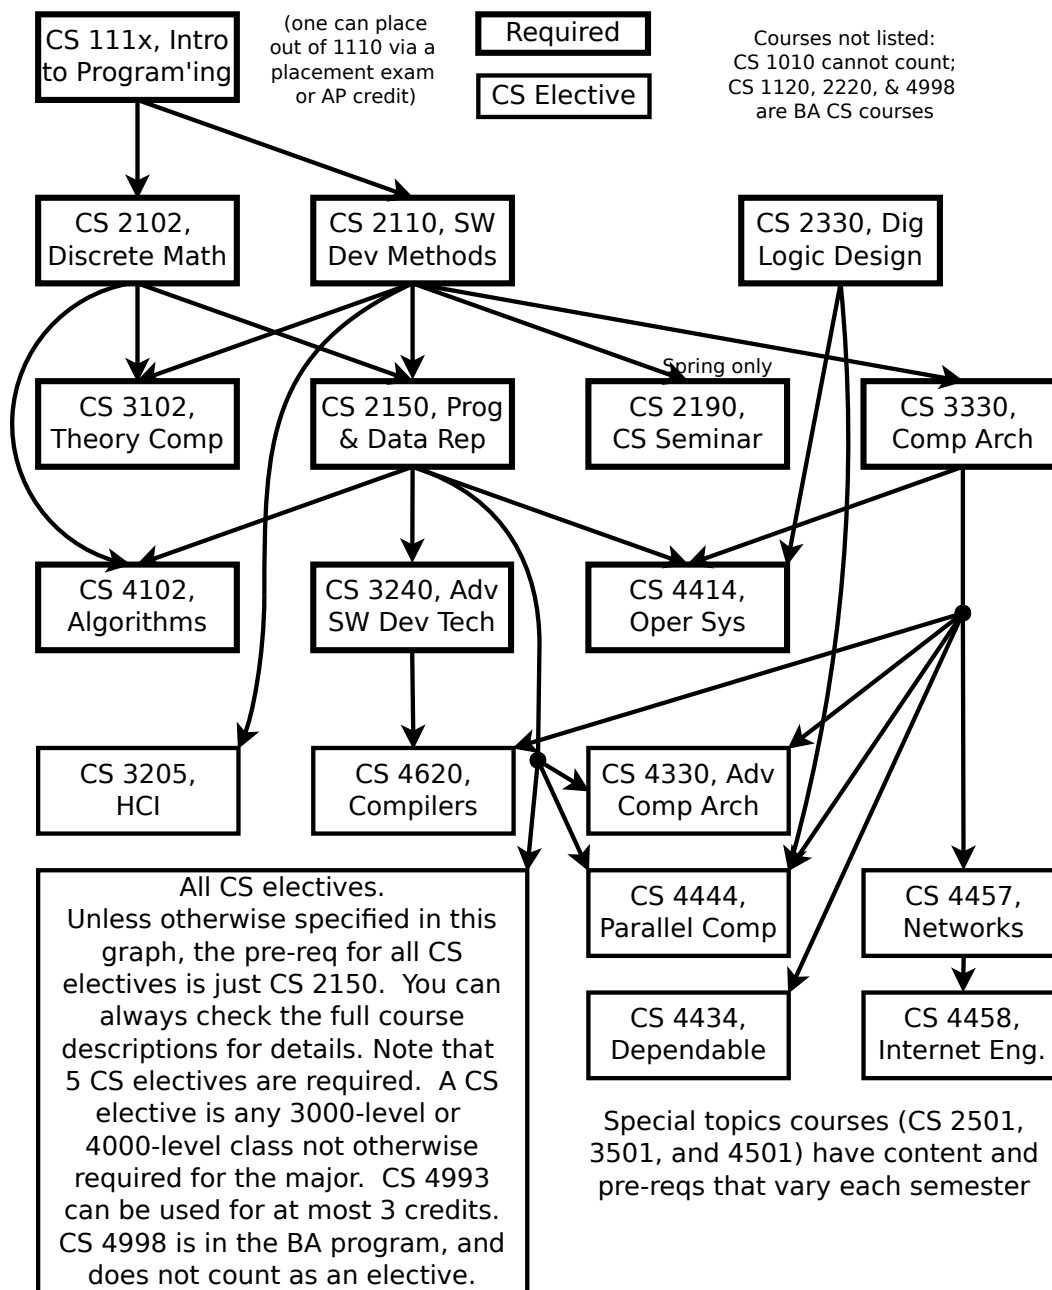 CS 111x, Intro
to Program'ing
(one can place
out of 1110 via a
placement exam
or AP credit)
Required
CS Elective
Courses not listed:
CS 1010 cannot count;
CS 1120, 2220, & 4998
are BA CS courses
CS 2102,
Discrete Math
CS 2110, SW
Dev Methods
CS 2330, Dig
Logic Design
Spring only
CS 3102,
Theory Comp
CS 2150, Prog
& Data Rep
CS 2190,
CS Seminar
CS 3330,
Comp Arch
CS 4102,
Algorithms
CS 3240, Adv
SW Dev Tech
CS 4414,
Oper Sys
CS 3205,
HCI
CS 4620,
Compilers
CS 4330, Adv
Comp Arch
All CS electives.
Unless otherwise specified in this
graph, the pre-req for all CS
electives is just CS 2150.  You can
always check the full course
descriptions for details. Note that
5 CS electives are required.  A CS
elective is any 3000-level or
4000-level class not otherwise
required for the major.  CS 4993
can be used for at most 3 credits.
CS 4998 is in the BA program, and
does not count as an elective.
CS 4444,
Parallel Comp
CS 4457,
Networks
CS 4434,
Dependable
CS 4458,
Internet Eng.
Special topics courses (CS 2501,
3501, and 4501) have content and
pre-reqs that vary each semester